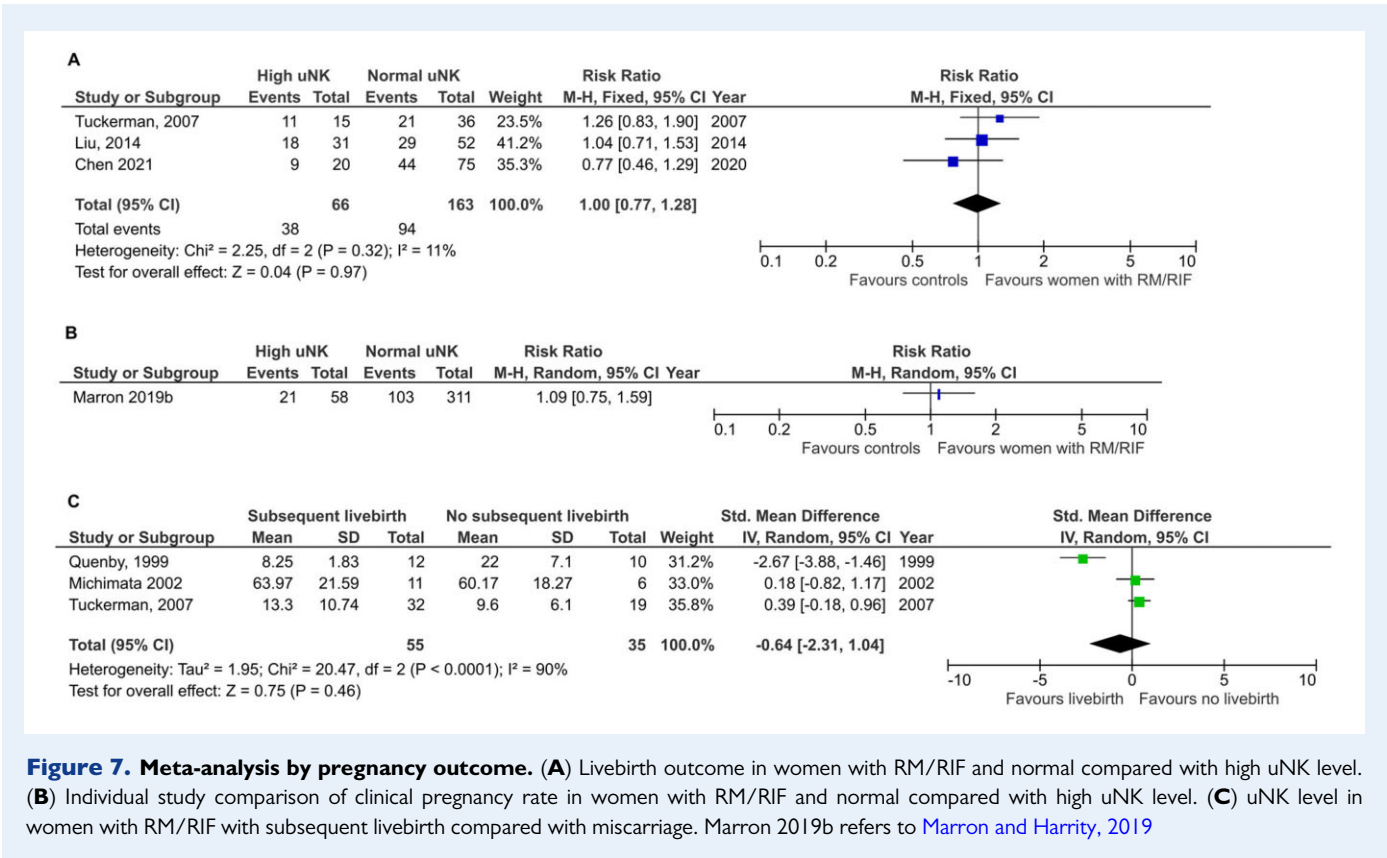 A
High uNK Normal uNK Risk Ratio Risk Ratio
Study or Subgroup Events Total Events Total Weight M-H, Fixed, 95% CI Year M-H, Fixed, 95% CI
Tuckerman, 2007 11 15 21 36 23.5% 1.26 [0.83, 1.90] 2007
Liu, 2014 18 31 29 52 41.2% 1.04 [0.71, 1.53] 2014
Chen 2021 9 20 44 75 35.3% 0.77 [0.46, 1.29] 2020
Total (95% CI) 66 163 100.0% 1.00 [0.77, 1.28]
Total events 38 94
Heterogeneity: Chi² = 2.25, df = 2 (P = 0.32); I² = 11%
Test for overall effect: Z = 0.04 (P = 0.97)
0.1 0.2 0.5 1 2 5 10
Favours controls Favours women with RM/RIF
B
High uNK Normal uNK Risk Ratio Risk Ratio
Study or Subgroup Events Total Events Total M-H, Random, 95% CI Year M-H, Random, 95% CI
Marron 2019b 21 58 103 311 1.09 [0.75, 1.59]
0.1 0.2 0.5 1 2 5 10
Favours controls Favours women with RM/RIF
C
Subsequent livebirth No subsequent livebirth Std. Mean Difference Std. Mean Difference
Study or Subgroup Mean SD Total Mean SD Total Weight IV, Random, 95% CI Year IV, Random, 95% CI
Quenby, 1999 8.25 1.83 12 22 7.1 10 31.2% -2.67 [-3.88, -1.46] 1999
Michimata 2002 63.97 21.59 11 60.17 18.27 6 33.0% 0.18 [-0.82, 1.17] 2002
Tuckerman, 2007 13.3 10.74 32 9.6 6.1 19 35.8% 0.39 [-0.18, 0.96] 2007
Total (95% CI) 55 35 100.0% -0.64 [-2.31, 1.04]
Heterogeneity: Tau² = 1.95; Chi² = 20.47, df = 2 (P < 0.0001); I² = 90%
Test for overall effect: Z = 0.75 (P = 0.46)
-10 -5 0 5 10
Favours livebirth Favours no livebirth
Figure 7. Meta-analysis by pregnancy outcome. (A) Livebirth outcome in women with RM/RIF and normal compared with high uNK level.
(B) Individual study comparison of clinical pregnancy rate in women with RM/RIF and normal compared with high uNK level. (C) uNK level in
women with RM/RIF with subsequent livebirth compared with miscarriage. Marron 2019b refers to Marron and Harrity, 2019